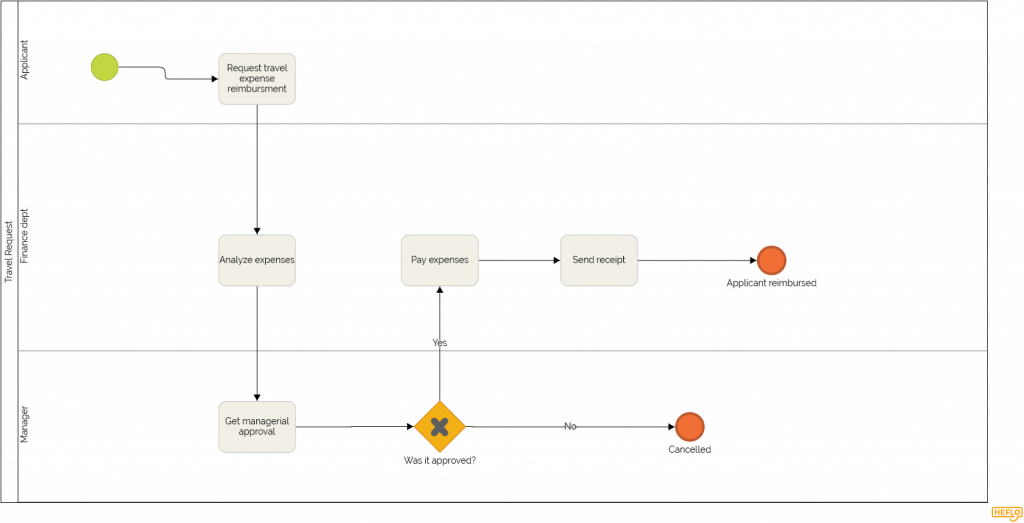 Travel Request
Applicant
Request travel
expense
reimbursment
Finance dept.
Analyze expenses
Pay expenses
Send receipt
Applicant reimbursed
Yes
Manager
Get managerial
approval
Was it approved?
No
Cancelled
HEFLO